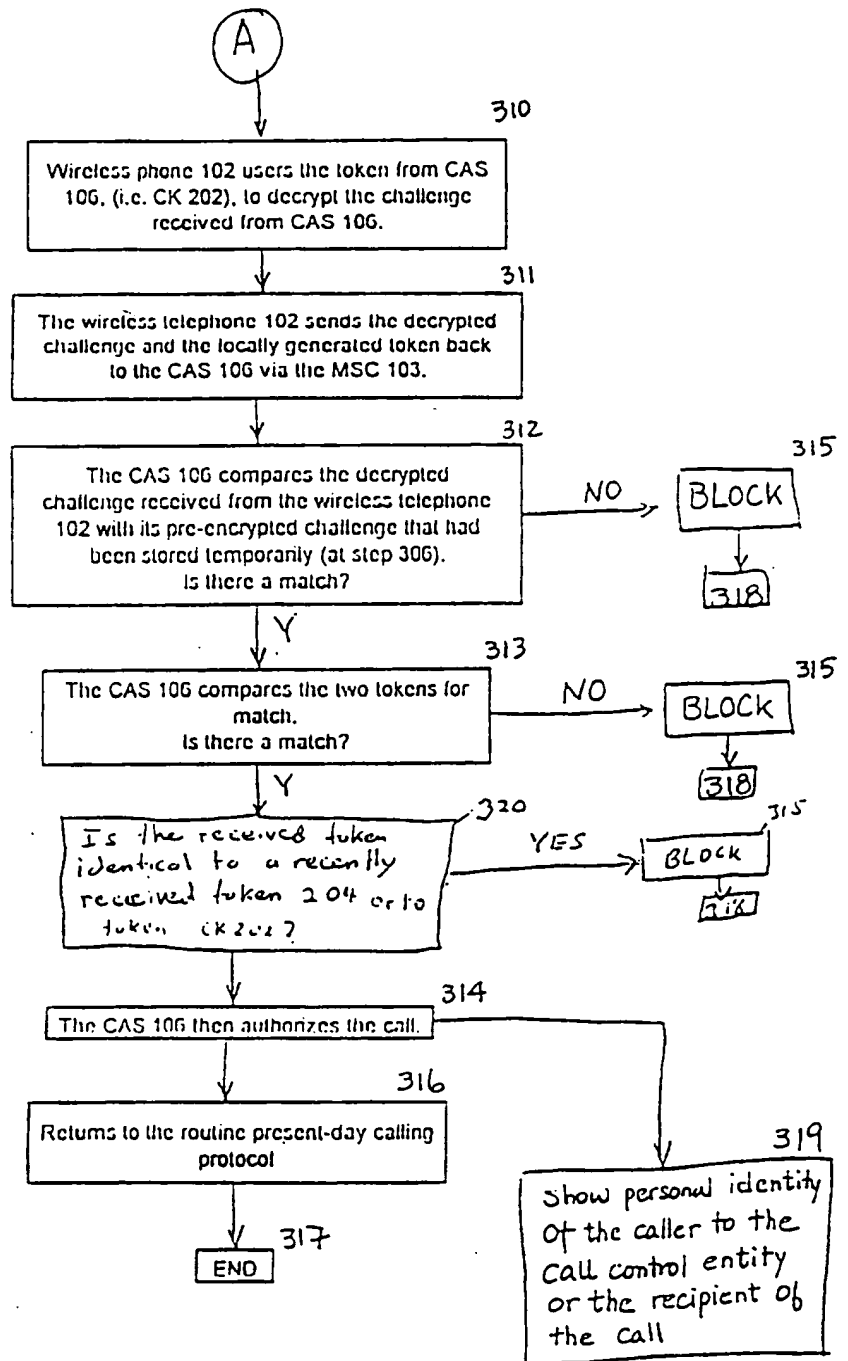 A
310
Wireless phone 102 users the token from CAS
106, (i.e. CK 202), to decrypt the challenge
received from CAS 106.
311
The wireless telephone 102 sends the decrypted
challenge and the locally generated token back
to the CAS 106 via the MSC 103.
312
The CAS 106 compares the decrypted
challenge received from the wireless telephone
102 with its pre-encrypted challenge that had
been stored temporarily (at step 306).
Is there a match?
NO
315
BLOCK
318
Y
313
The CAS 106 compares the two tokens for
match.
Is there a match?
NO
315
BLOCK
318
Y
320
Is the received token
identical to a recently
received token 204 or to
token
YES
315
BLOCK
318
314
The CAS 106 then authorizes the call.
316
Returns to the routine present-day calling
protocol
317
END
319
Show personal identity
of the caller to the
call control entity
or the recipient of
the call